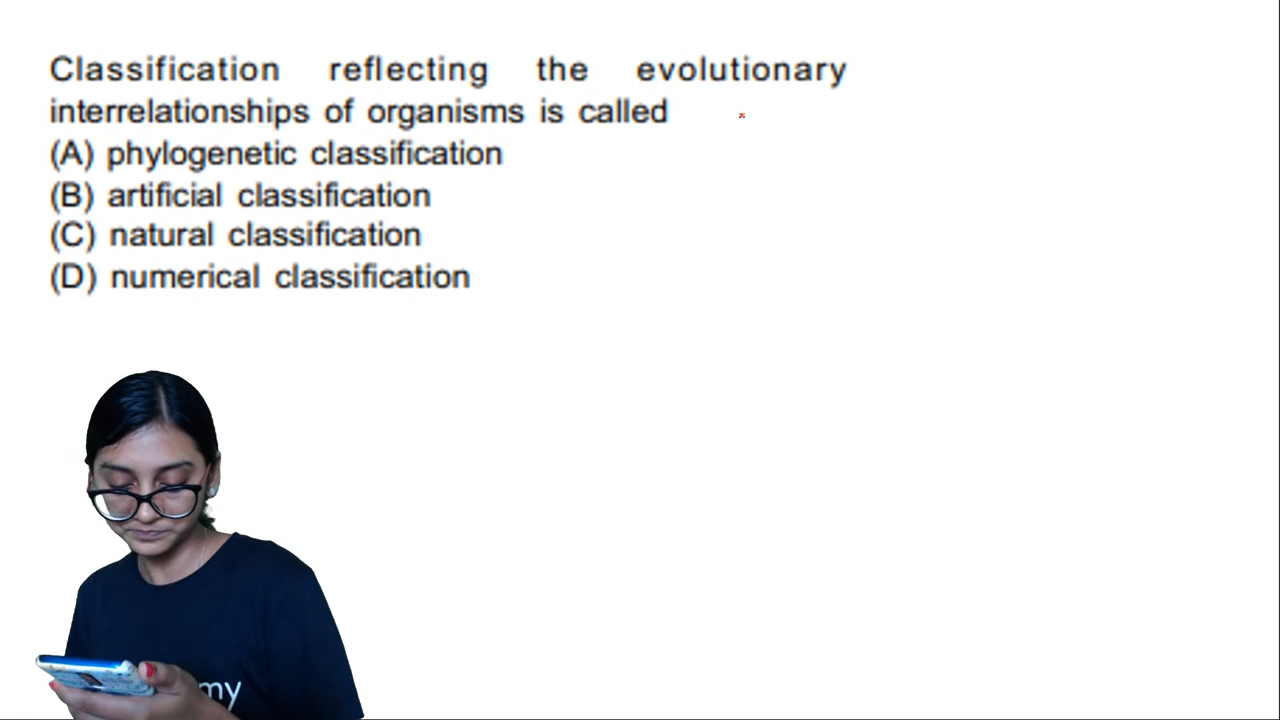 Classification reflecting the evolutionary
interrelationships of organisms is called
(A) phylogenetic classification
(B) artificial classification
(C) natural classification
(D) numerical classification
my